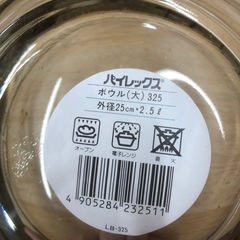 パイレックス®
ボウル(大)325
外径25cm・2.5ℓ
オーブン 電子レンジ 直火
LB-325
4 905284 232511